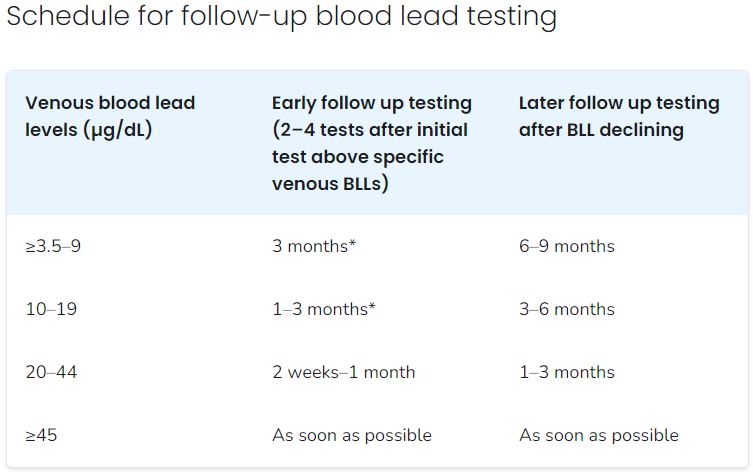 Schedule for follow-up blood lead testing
Venous blood lead
levels (µg/dL)
Early follow up testing
(2–4 tests after initial
test above specific
venous BLLs)
Later follow up testing
after BLL declining
≥3.5–9
3 months*
6–9 months
10–19
1–3 months*
3–6 months
20–44
2 weeks–1 month
1–3 months
≥45
As soon as possible
As soon as possible